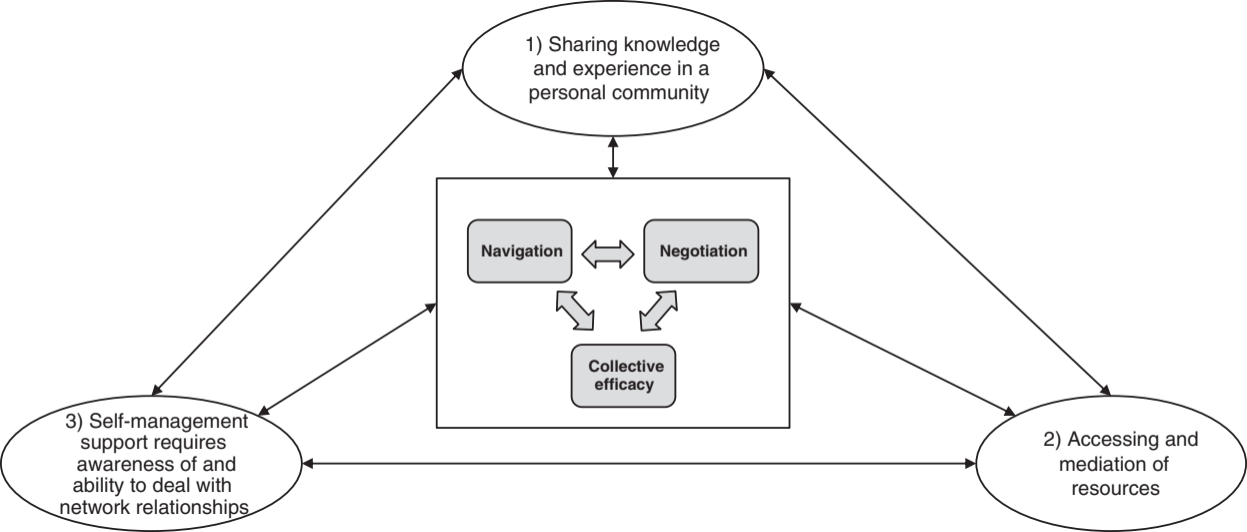 1) Sharing knowledge
and experience in a
personal community
Navigation
Negotiation
Collective
efficacy
3) Self-management
support requires
awareness of and
ability to deal with
network relationships
2) Accessing and
mediation of
resources